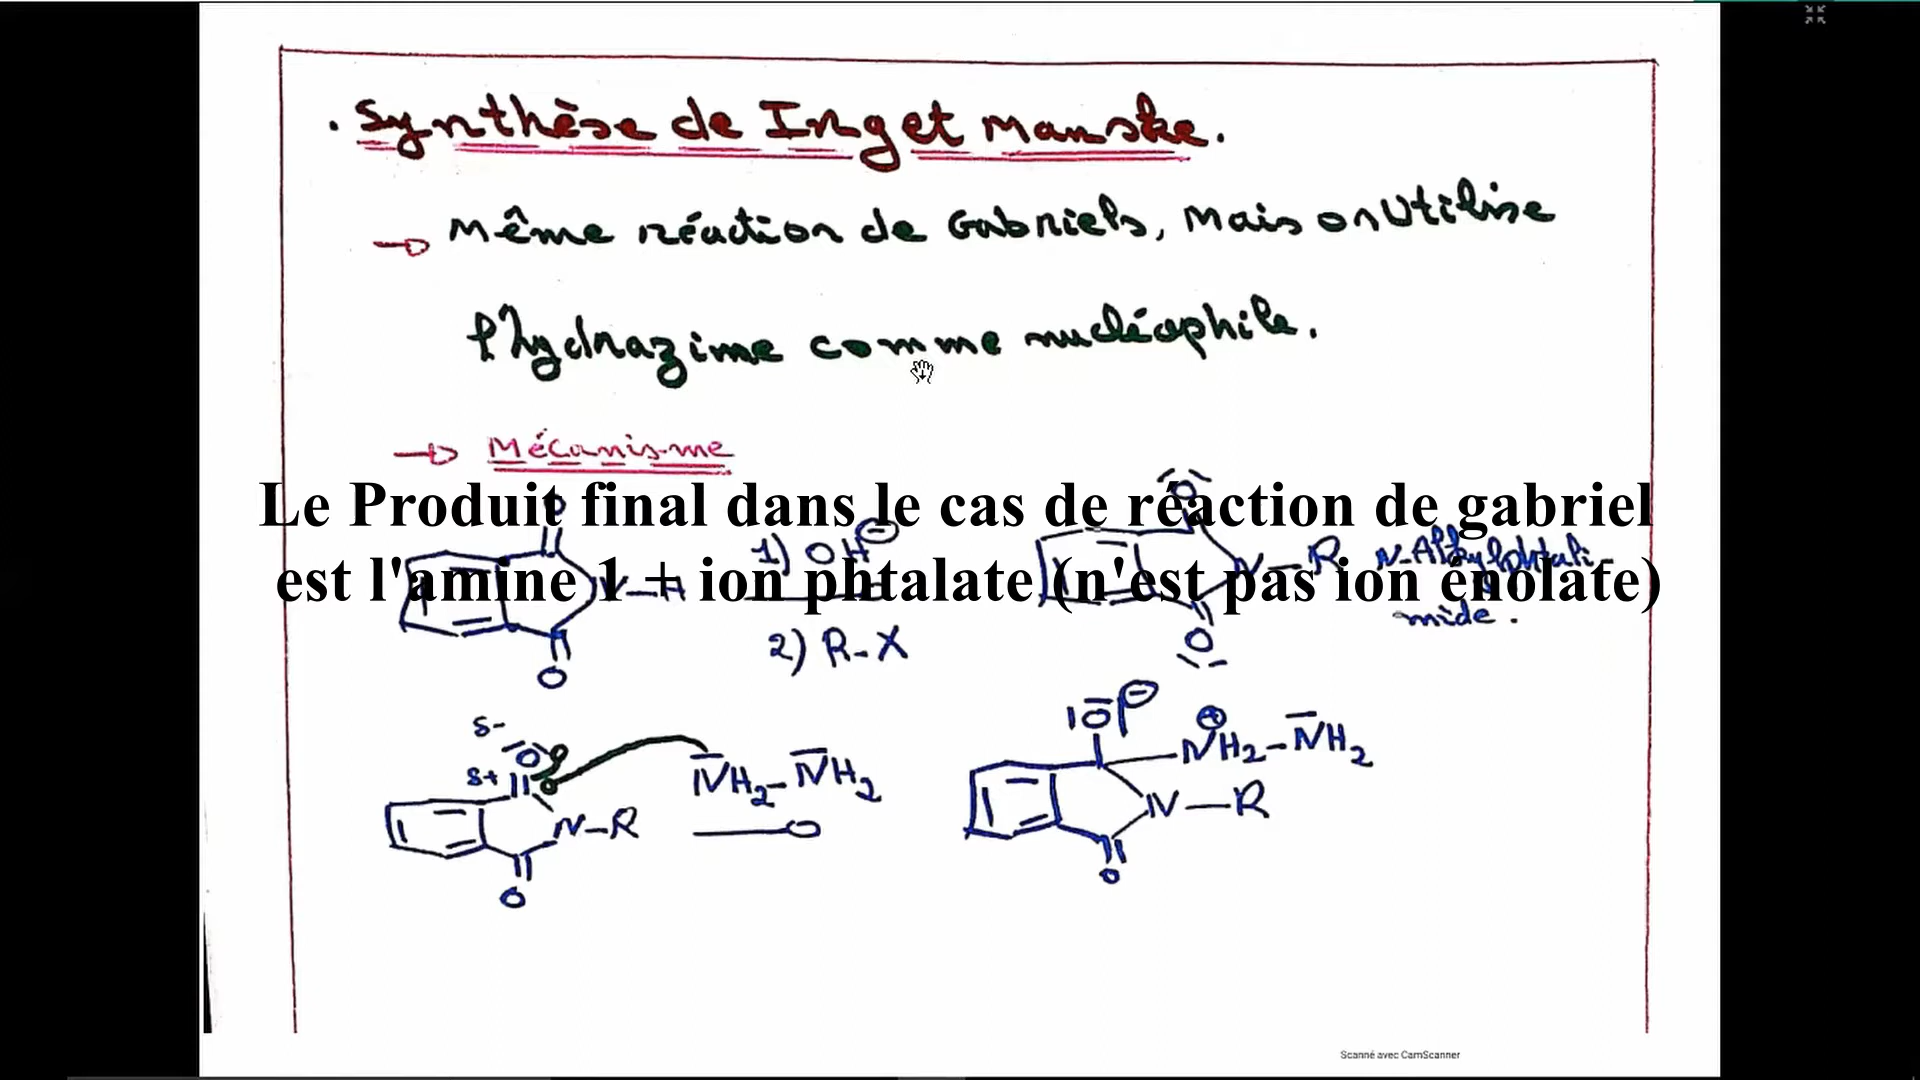 . Synthèse de Ing et Manske.
→ Même réaction de Gabriels, Mais on Utilise
l'hydrazime comme nucléophile.
→ Mécanisme
Le Produit final dans le cas de réaction de gabriel
est l'amine 1 + ion phtalate (n'est pas ion énolate)
O
N-H
1) OH⊖
2) R-X
O
O
N-R
O
N-Alkylphtali-
mide.
δ-
O
δ+
N-R
O
NH2-NH2
|O|⊖
⊕
NH2-NH2
N-R
O
Scanné avec CamScanner